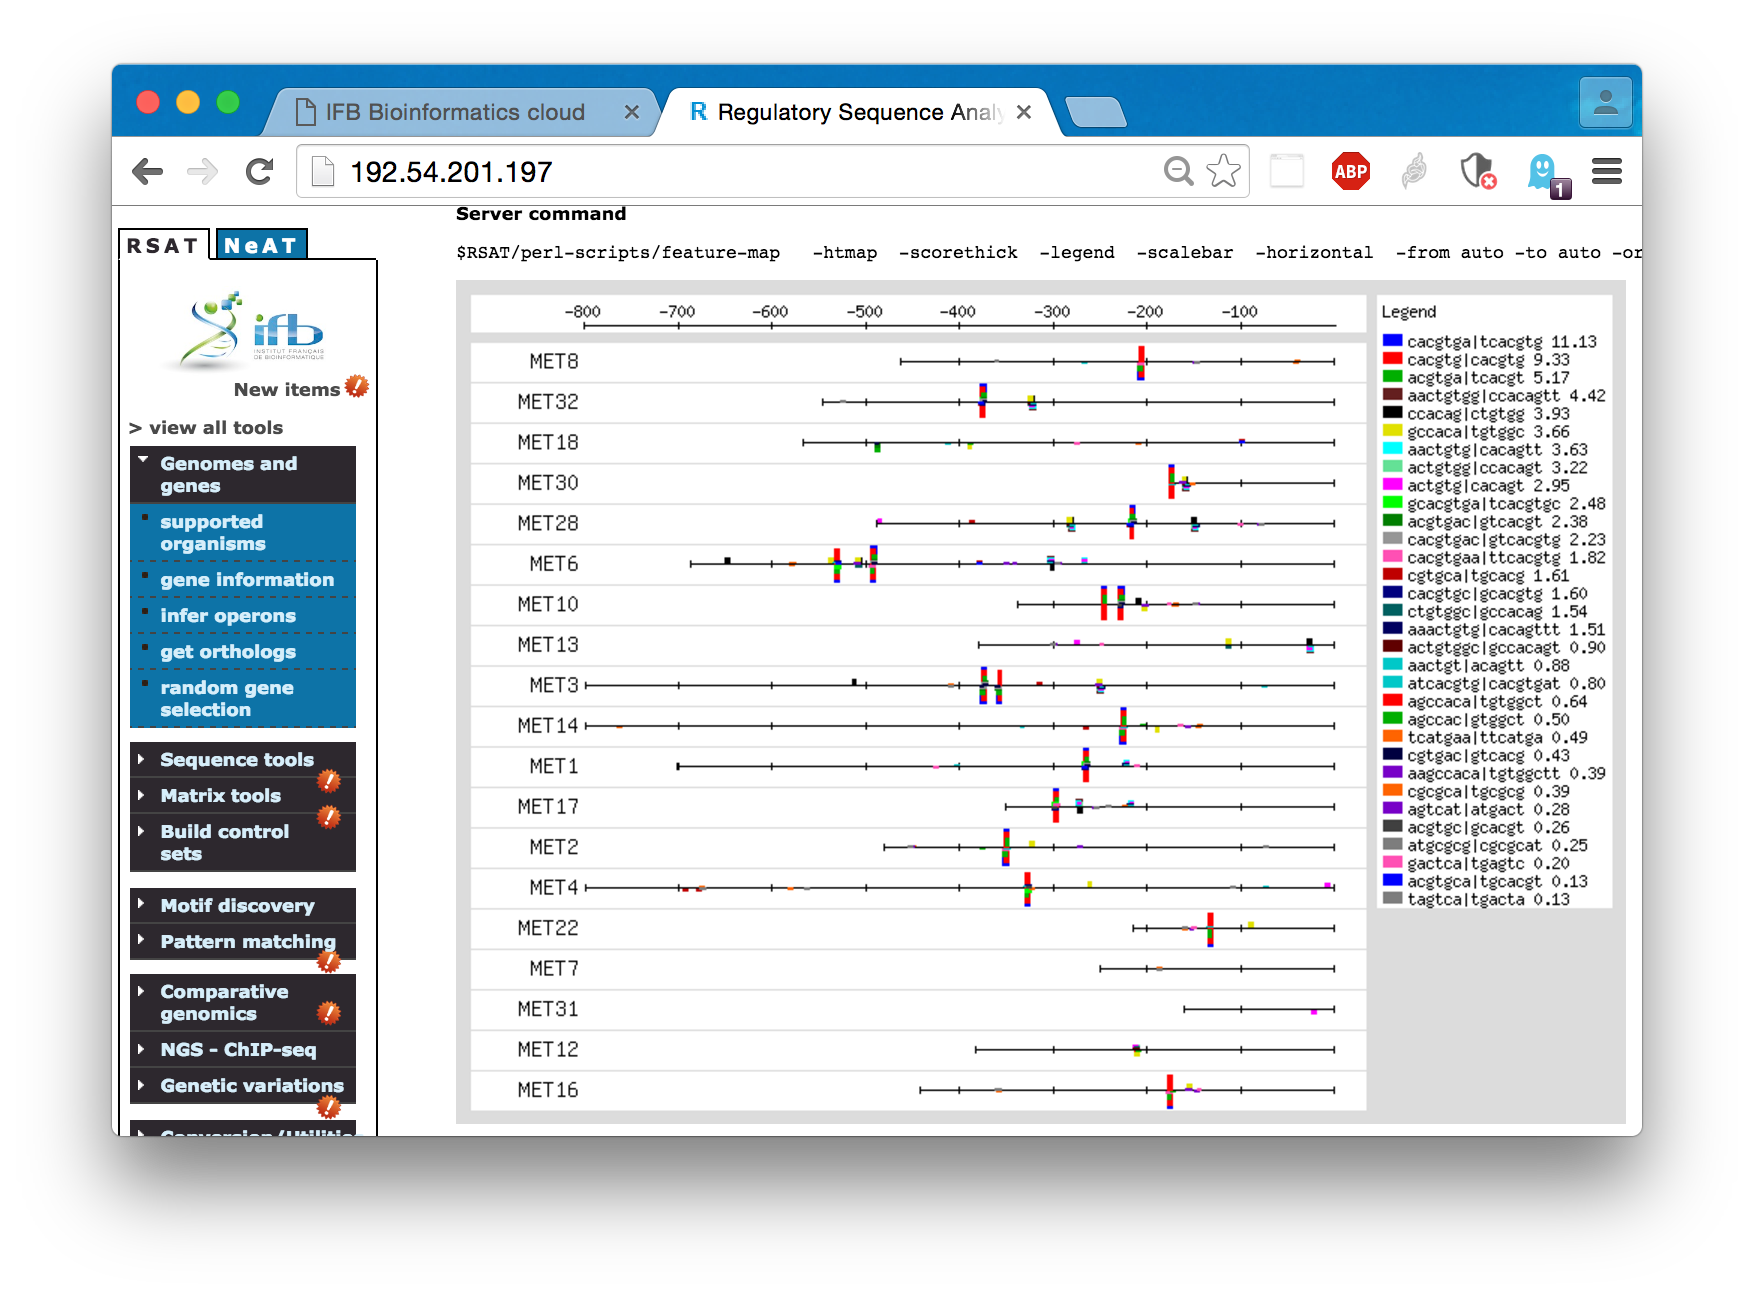 IFB Bioinformatics cloud
R Regulatory Sequence Analy
192.54.201.197
ABP
1
Server command
$RSAT/perl-scripts/feature-map -htmap -scorethick -legend -scalebar -horizontal -from auto -to auto -or
RSAT
NeAT
ifb
INSTITUT FRANÇAIS
DE BIOINFORMATIQUE
New items
> view all tools
Genomes and
genes
supported
organisms
gene information
infer operons
get orthologs
random gene
selection
Sequence tools
Matrix tools
Build control
sets
Motif discovery
Pattern matching
Comparative
genomics
NGS - ChIP-seq
Genetic variations
-800 -700 -600 -500 -400 -300 -200 -100
MET8
MET32
MET18
MET30
MET28
MET6
MET10
MET13
MET3
MET14
MET1
MET17
MET2
MET4
MET22
MET7
MET31
MET12
MET16
Legend
cacgtga|tcacgtg 11.13
cacgtg|cacgtg 9.33
acgtga|tcacgt 5.17
aactgtgg|ccacagtt 4.42
ccacag|ctgtgg 3.93
gccaca|tgtggc 3.66
aactgtg|cacagtt 3.63
actgtgg|ccacagt 3.22
actgtg|cacagt 2.95
gcacgtga|tcacgtgc 2.48
acgtgac|gtcacgt 2.38
cacgtgac|gtcacgtg 2.23
cacgtgaa|ttcacgtg 1.82
cgtgca|tgcacg 1.61
cacgtgc|gcacgtg 1.60
ctgtggc|gccacag 1.54
aaactgtg|cacagttt 1.51
actgtggc|gccacagt 0.90
aactgt|acagtt 0.88
atcacgtg|cacgtgat 0.80
agccaca|tgtggct 0.64
agccac|gtggct 0.50
tcatgaa|ttcatga 0.49
cgtgac|gtcacg 0.43
aagccaca|tgtggctt 0.39
cgcgca|tgcgcg 0.39
agtcat|atgact 0.28
acgtgc|gcacgt 0.26
atgcgcg|cgcgcat 0.25
gactca|tgagtc 0.20
acgtgca|tgcacgt 0.13
tagtca|tgacta 0.13